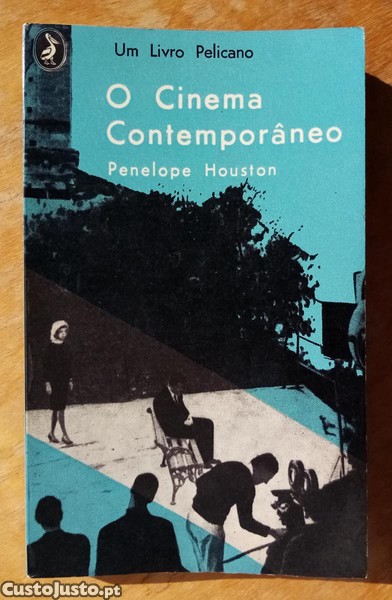 Um Livro Pelicano
O Cinema
Contemporâneo
Penelope Houston
CustoJusto.pt